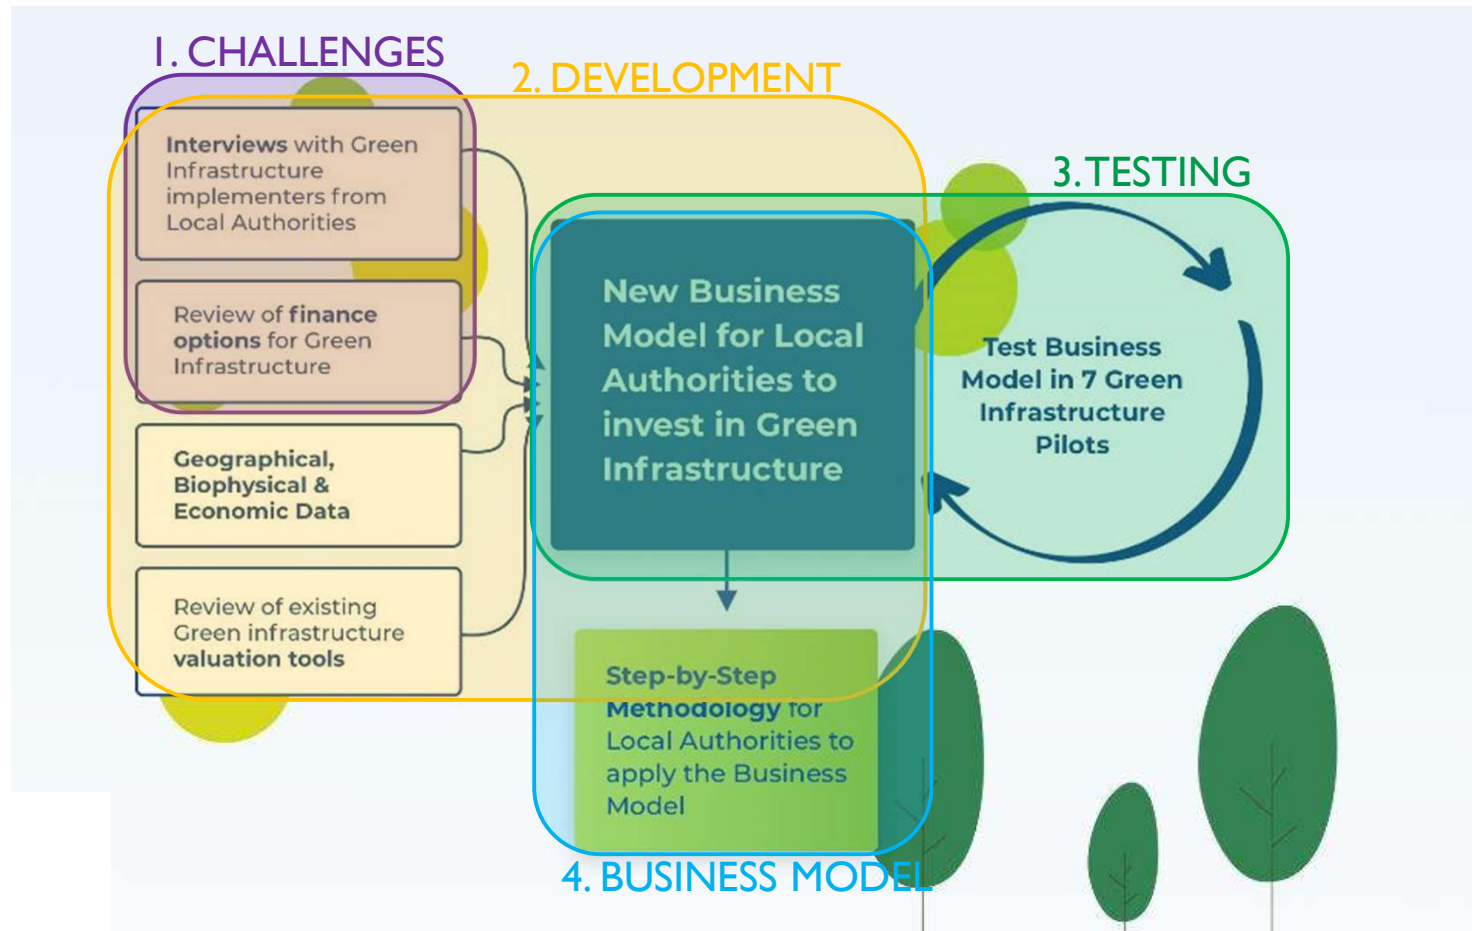 1. CHALLENGES
2. DEVELOPMENT
Interviews with Green
Infrastructure
implementers from
Local Authorities
Review of finance
options for Green
Infrastructure
Geographical,
Biophysical &
Economic Data
Review of existing
Green infrastructure
valuation tools
New Business
Model for Local
Authorities to
invest in Green
Infrastructure
3. TESTING
Test Business
Model in 7 Green
Infrastructure
Pilots
Step-by-Step
Methodology for
Local Authorities to
apply the Business
Model
4. BUSINESS MODEL